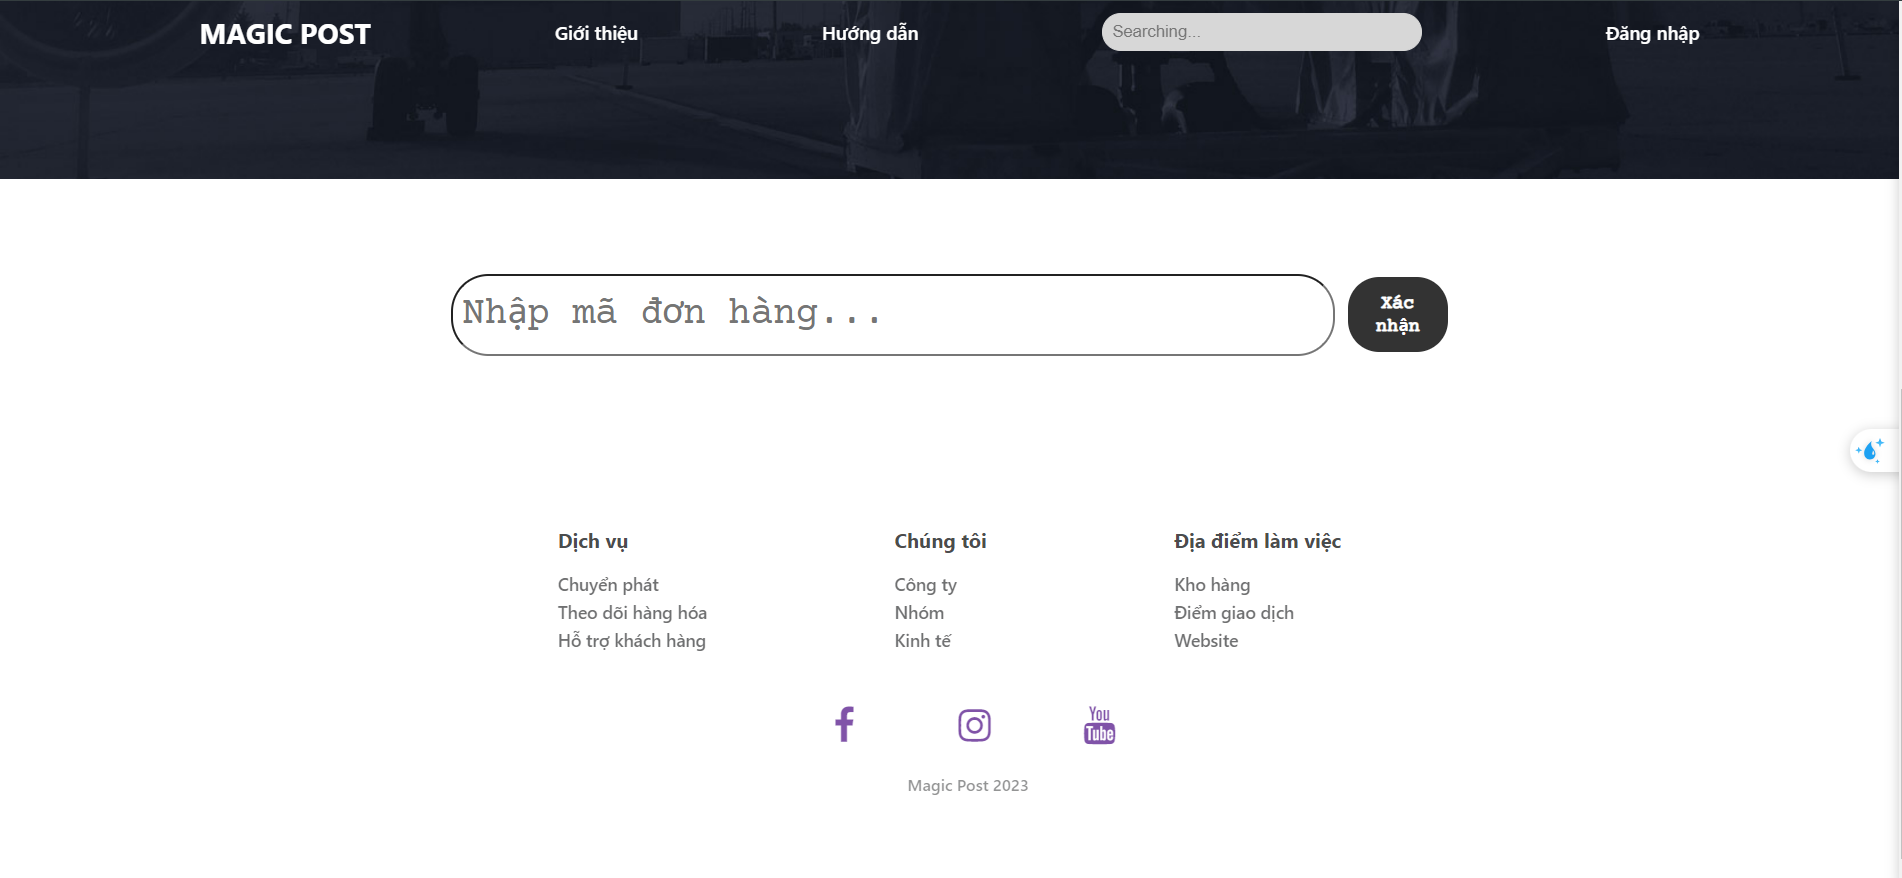 MAGIC POST
Giới thiệu
Hướng dẫn
Searching...
Đăng nhập
Nhập mã đơn hàng...
Xác
nhận
Dịch vụ
Chuyển phát
Theo dõi hàng hóa
Hỗ trợ khách hàng
Chúng tôi
Công ty
Nhóm
Kinh tế
Địa điểm làm việc
Kho hàng
Điểm giao dịch
Website
You
Tube
Magic Post 2023